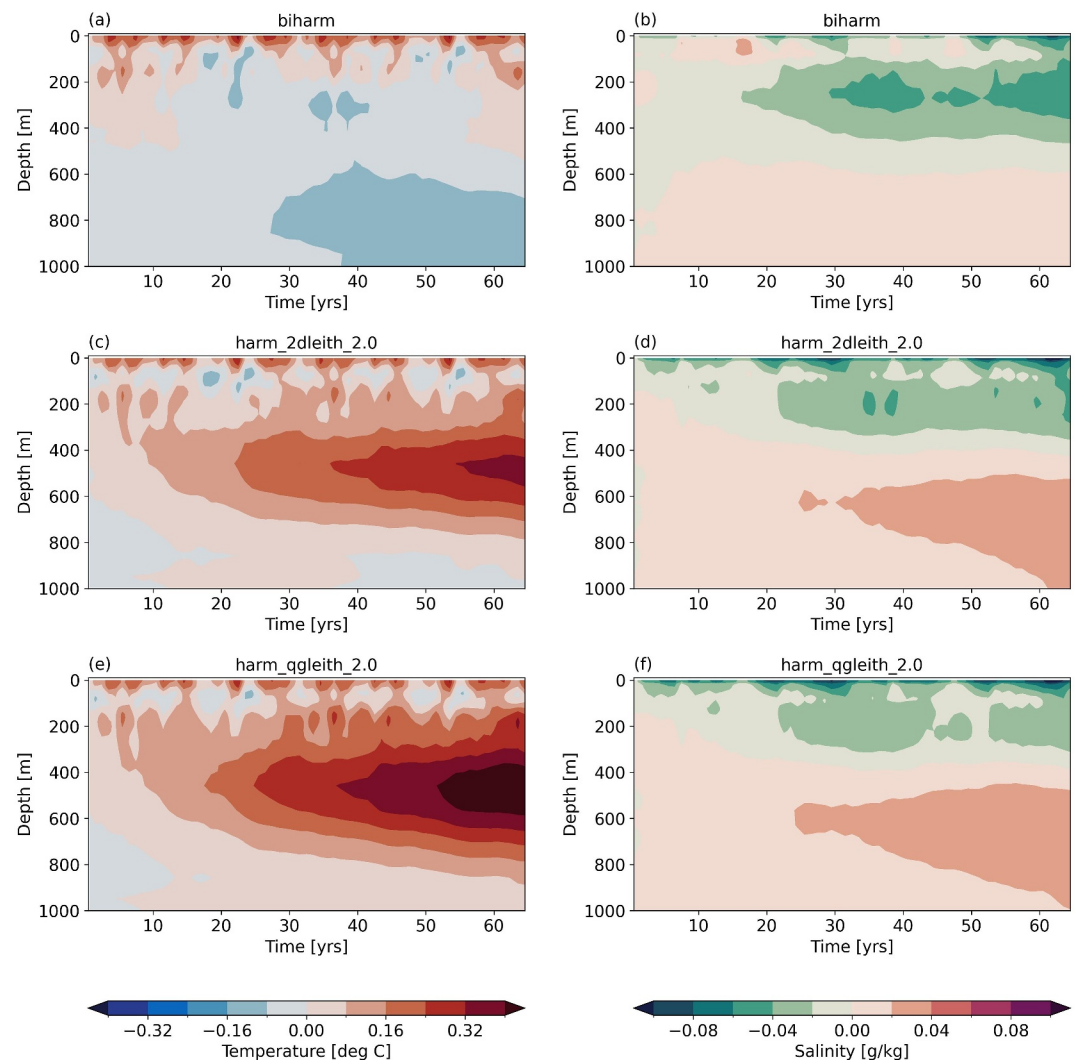 (a) biharm
0
200
400
600
800
1000
Depth [m]
10 20 30 40 50 60
Time [yrs]
(b) biharm
0
200
400
600
800
1000
Depth [m]
10 20 30 40 50 60
Time [yrs]
(c) harm_2dleith_2.0
0
200
400
600
800
1000
Depth [m]
10 20 30 40 50 60
Time [yrs]
(d) harm_2dleith_2.0
0
200
400
600
800
1000
Depth [m]
10 20 30 40 50 60
Time [yrs]
(e) harm_qgleith_2.0
0
200
400
600
800
1000
Depth [m]
10 20 30 40 50 60
Time [yrs]
(f) harm_qgleith_2.0
0
200
400
600
800
1000
Depth [m]
10 20 30 40 50 60
Time [yrs]
−0.32 −0.16 0.00 0.16 0.32
Temperature [deg C]
−0.08 −0.04 0.00 0.04 0.08
Salinity [g/kg]